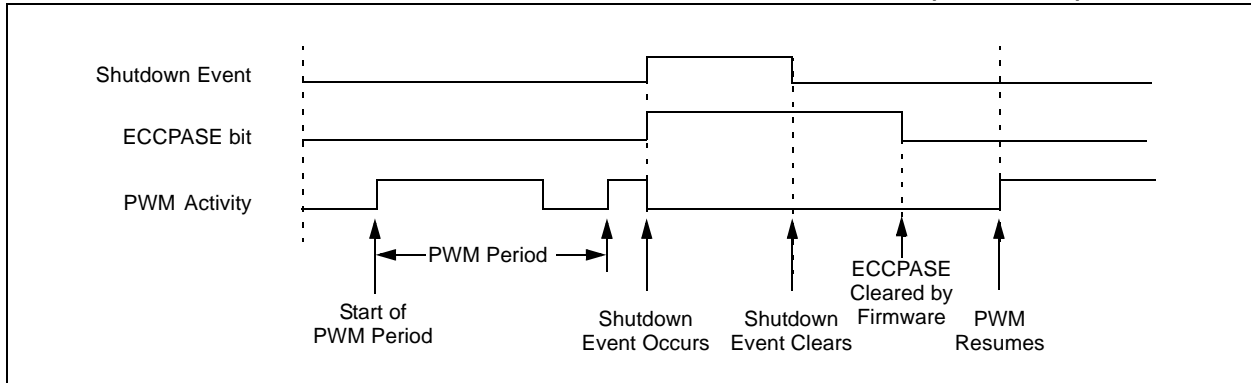 Shutdown Event
ECCPASE bit
PWM Activity
PWM Period
Start of
PWM Period
Shutdown
Event Occurs
Shutdown
Event Clears
ECCPASE
Cleared by
Firmware
PWM
Resumes